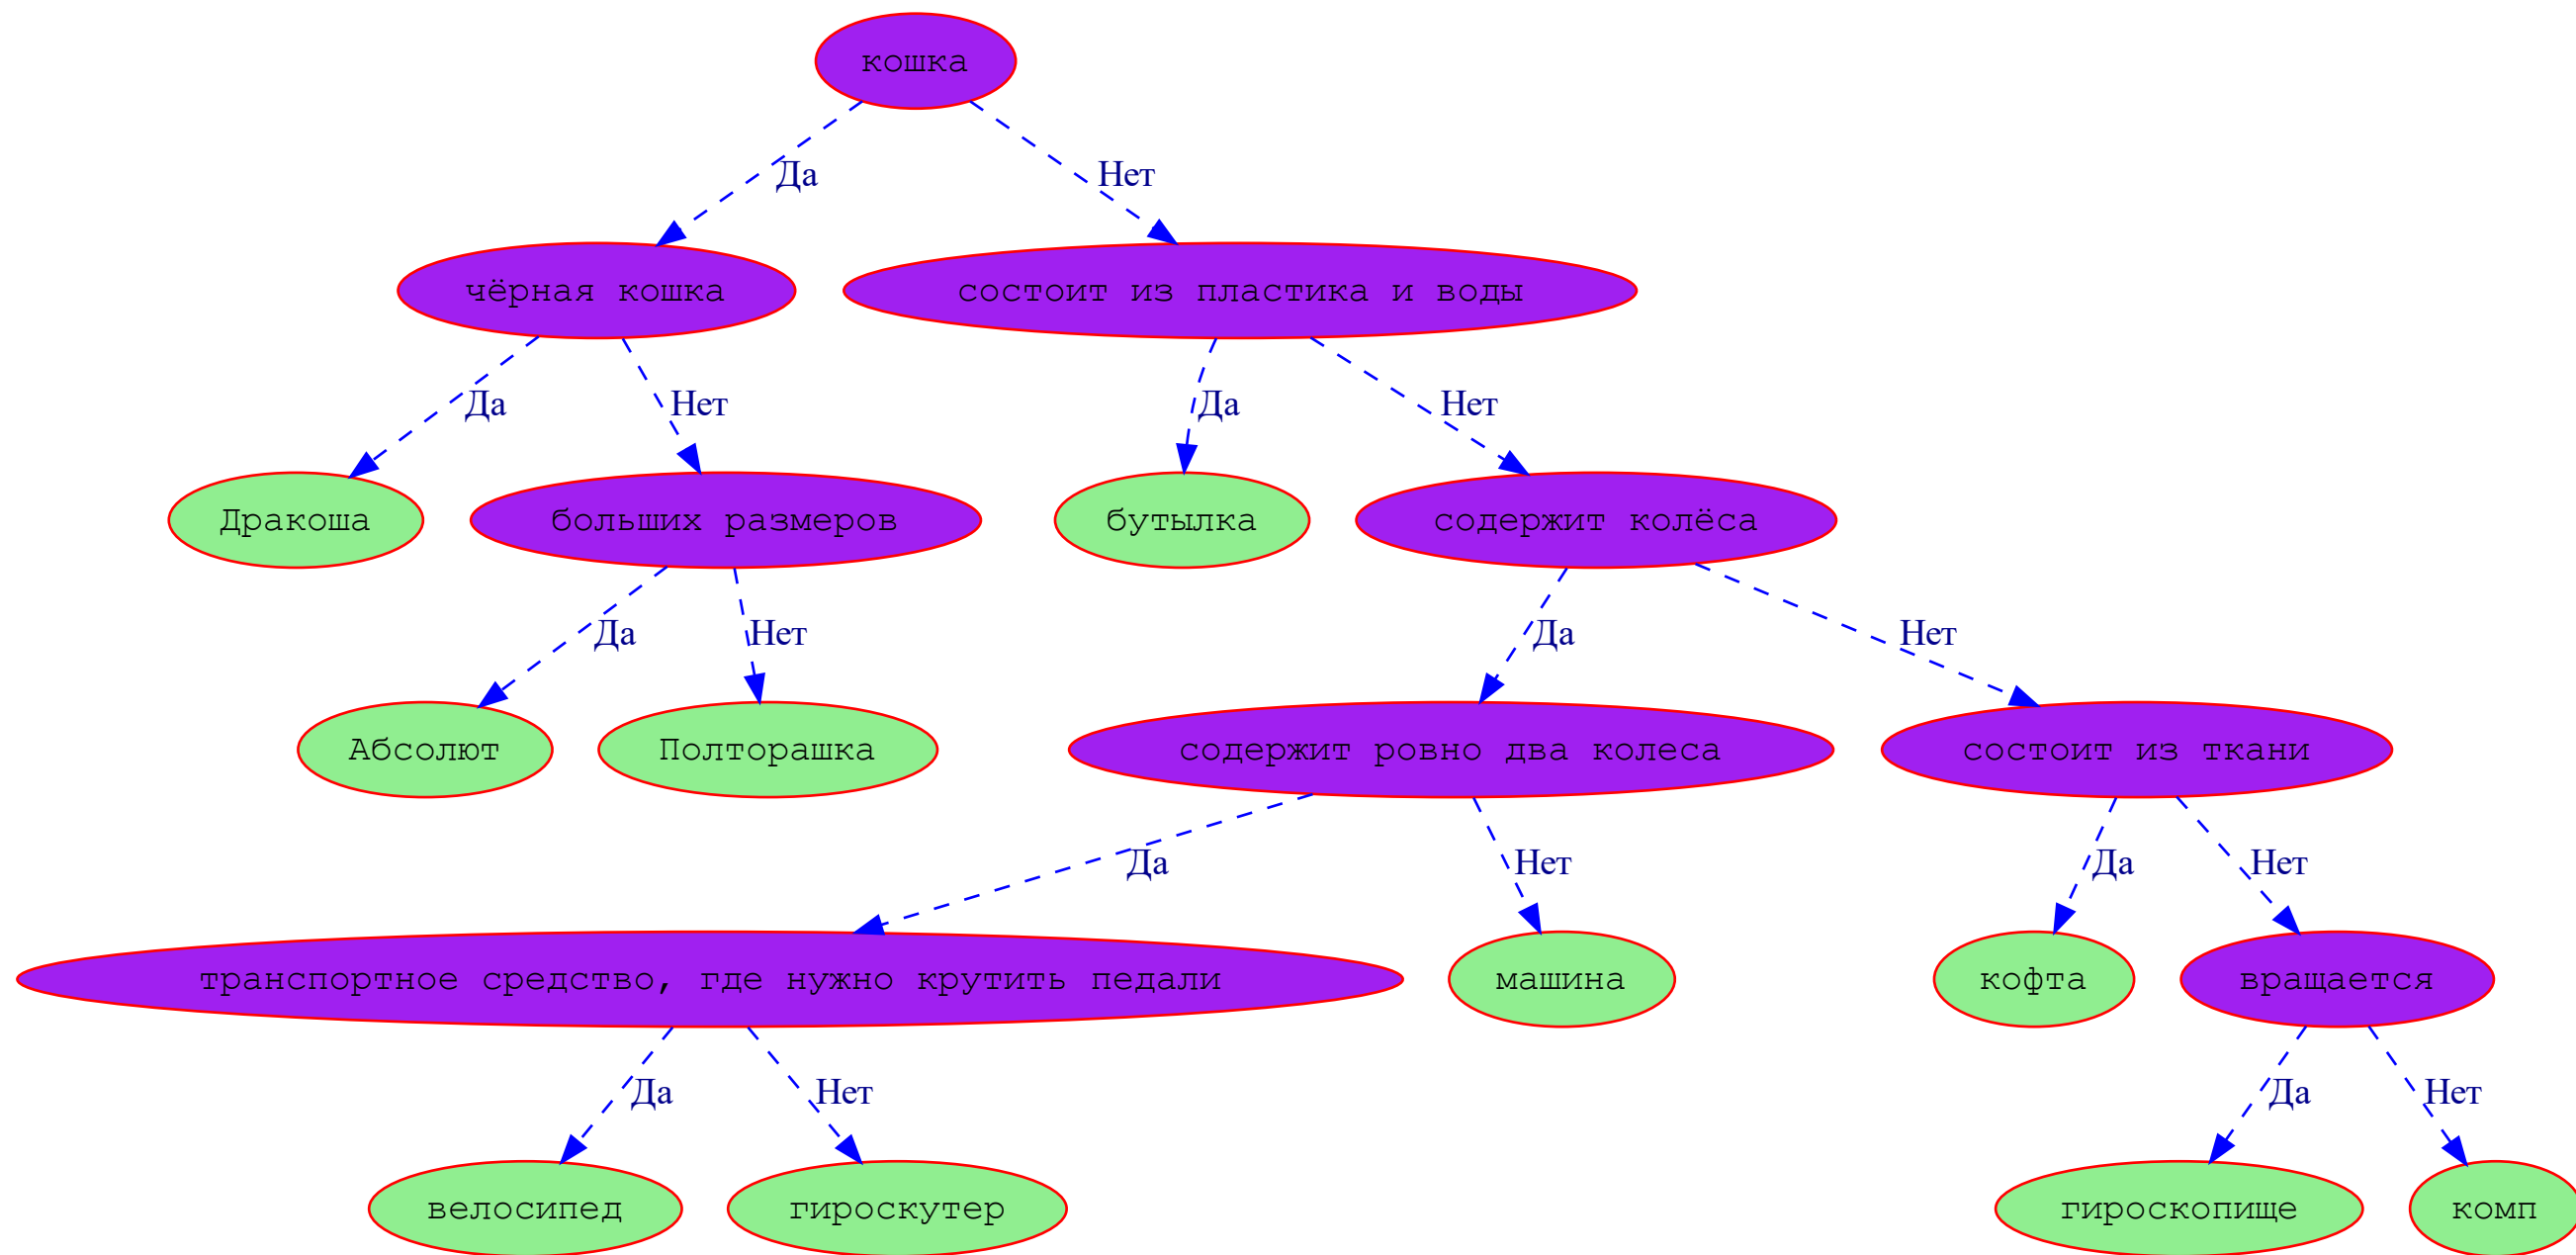 кошка
Да
Нет
чёрная кошка
состоит из пластика и воды
Да
Нет
Да
Нет
Дракоша
больших размеров
бутылка
содержит колёса
Да
Нет
Да
Нет
Абсолют
Полторашка
содержит ровно два колеса
состоит из ткани
Да
Нет
Да
Нет
транспортное средство, где нужно крутить педали
машина
кофта
вращается
Да
Нет
Да
Нет
велосипед
гироскутер
гироскопище
комп